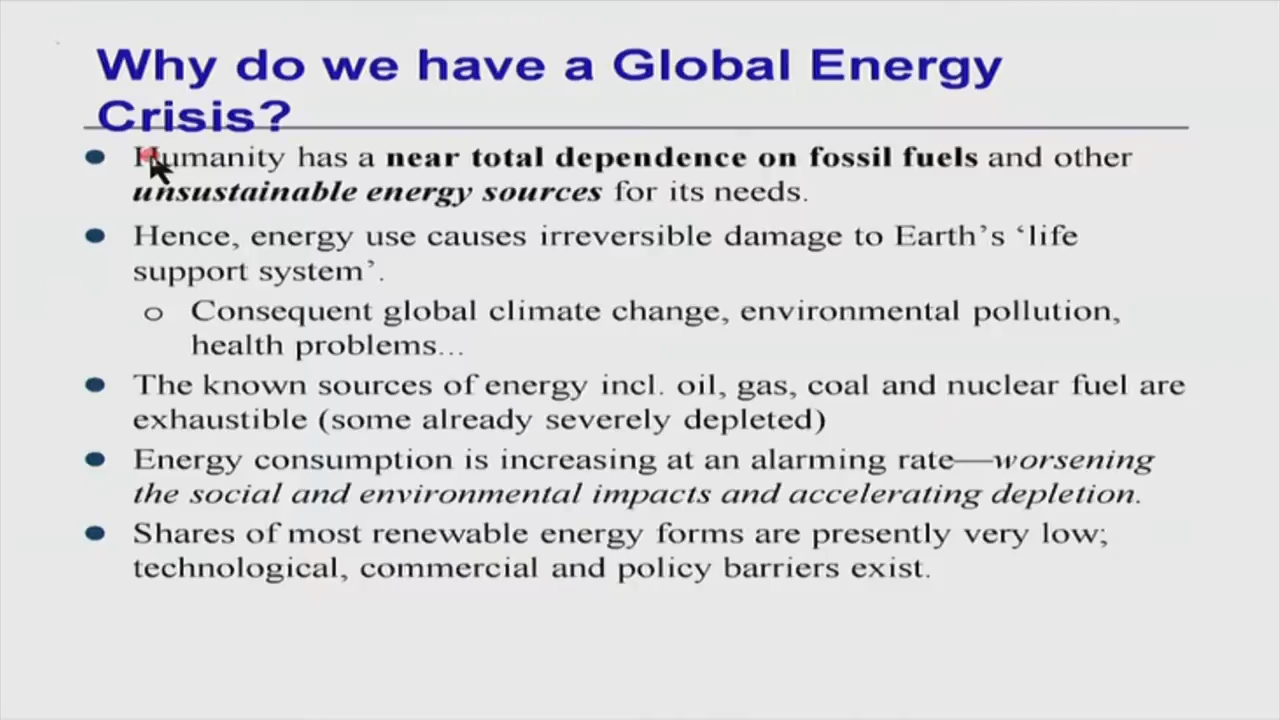 Why do we have a Global Energy
Crisis?
Humanity has a near total dependence on fossil fuels and other
unsustainable energy sources for its needs.
Hence, energy use causes irreversible damage to Earth's ‘life
support system’.
o Consequent global climate change, environmental pollution,
health problems...
The known sources of energy incl. oil, gas, coal and nuclear fuel are
exhaustible (some already severely depleted)
Energy consumption is increasing at an alarming rate—worsening
the social and environmental impacts and accelerating depletion.
Shares of most renewable energy forms are presently very low;
technological, commercial and policy barriers exist.